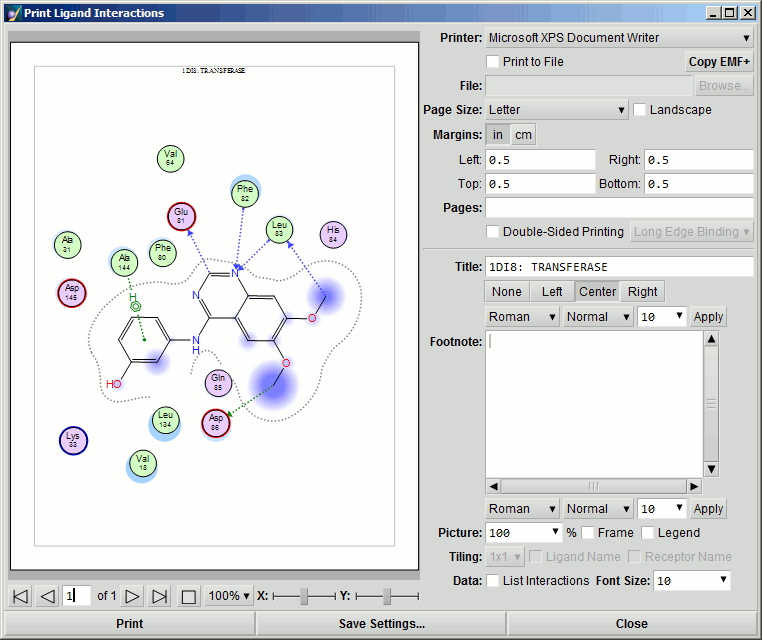 Print Ligand Interactions
Printer: Microsoft XPS Document Writer
Print to File Copy EMF+
File: Browse...
Page Size: Letter Landscape
Margins: in cm
Left: 0.5 Right: 0.5
Top: 0.5 Bottom: 0.5
Pages:
Double-Sided Printing Long Edge Binding
Title: 1DI8: TRANSFERASE
None Left Center Right
Roman Normal 10 Apply
Footnote:
Roman Normal 10 Apply
Picture: 100 % Frame Legend
Tiling: 1x1 Ligand Name Receptor Name
Data: List Interactions Font Size: 10
1DI8: TRANSFERASE
Val
64
Phe
82
Glu
81
Leu
83
His
84
Ala
31
Phe
80
Ala
144
Asp
145
H
N
N
O
N
H
O
HO
Gln
85
Leu
134
Asp
86
Lys
33
Val
18
1 of 1 100% X: Y:
Print Save Settings... Close